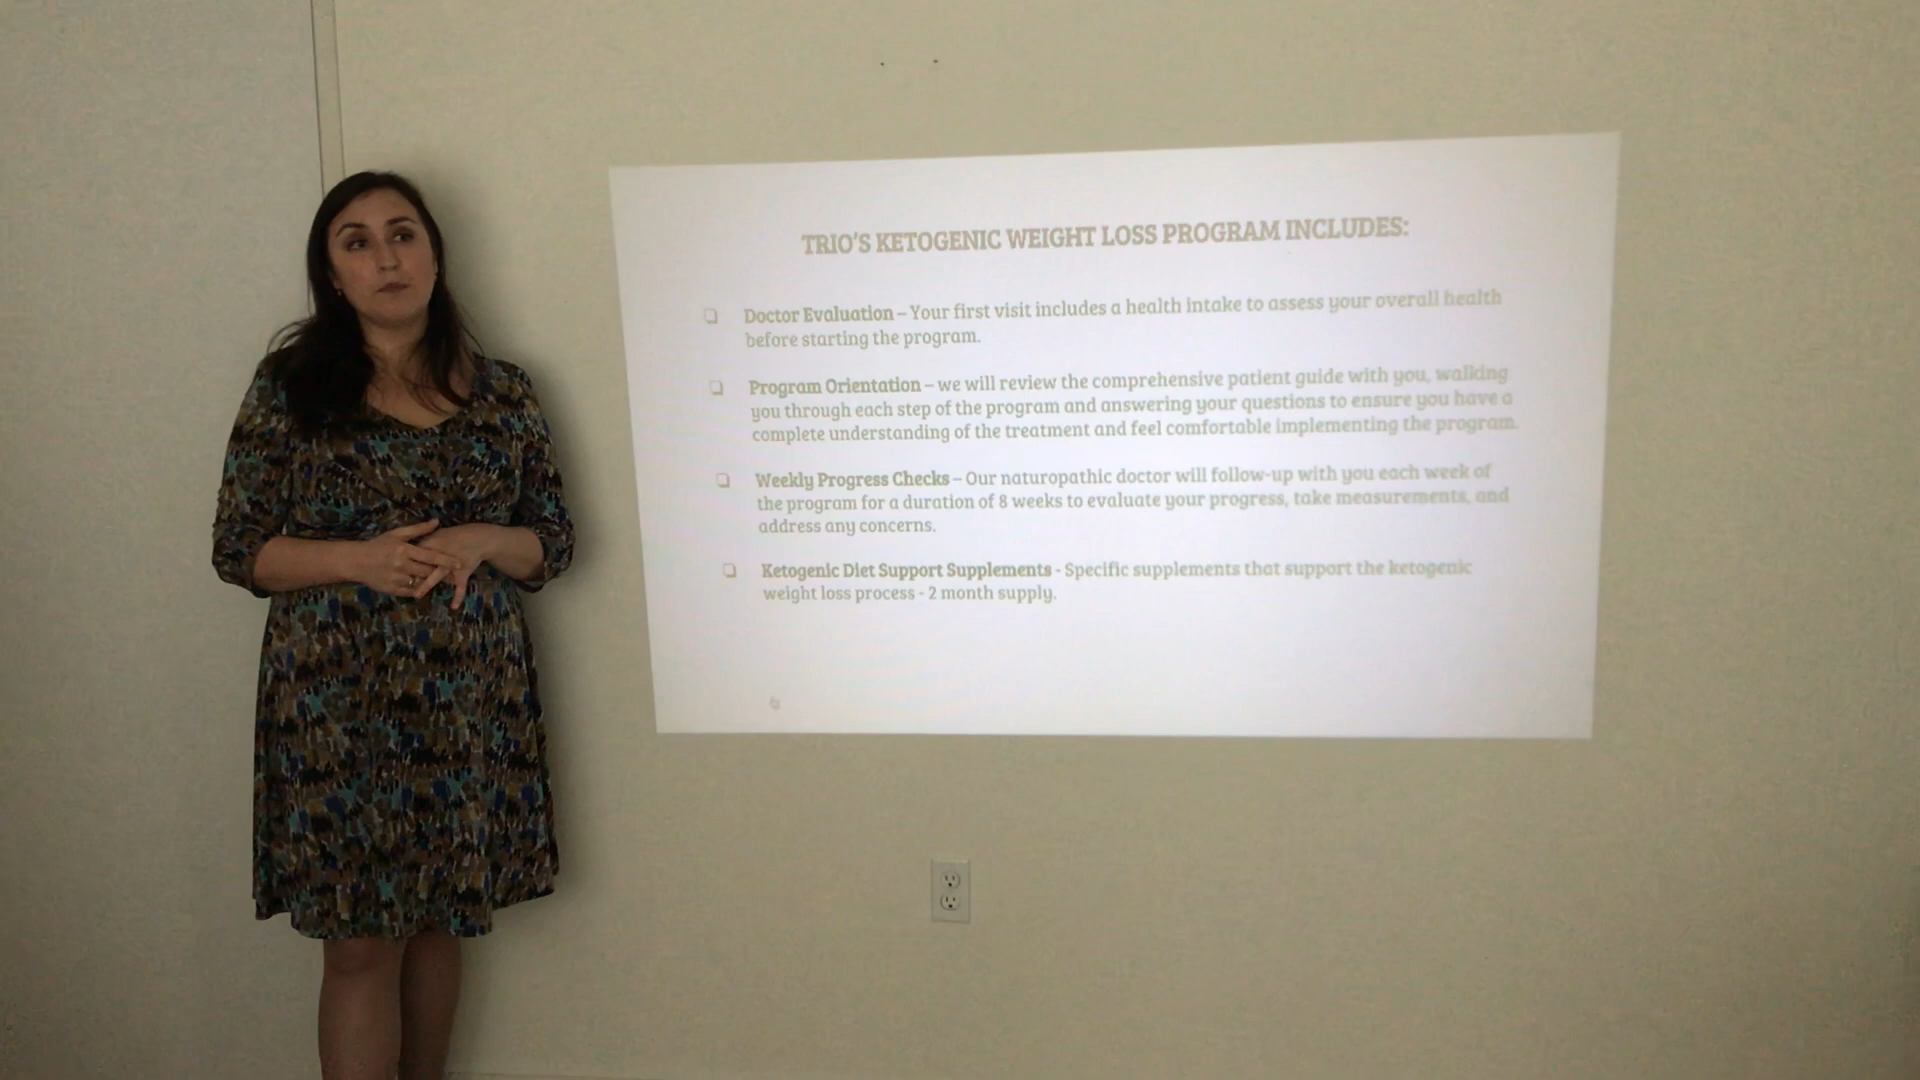 TRIO'S KETOGENIC WEIGHT LOSS PROGRAM INCLUDES:
Doctor Evaluation – Your first visit includes a health intake to assess your overall health
before starting the program.
Program Orientation – we will review the comprehensive patient guide with you, walking
you through each step of the program and answering your questions to ensure you have a
complete understanding of the treatment and feel comfortable implementing the program.
Weekly Progress Checks – Our naturopathic doctor will follow-up with you each week of
the program for a duration of 8 weeks to evaluate your progress, take measurements, and
address any concerns.
Ketogenic Diet Support Supplements - Specific supplements that support the ketogenic
weight loss process - 2 month supply.